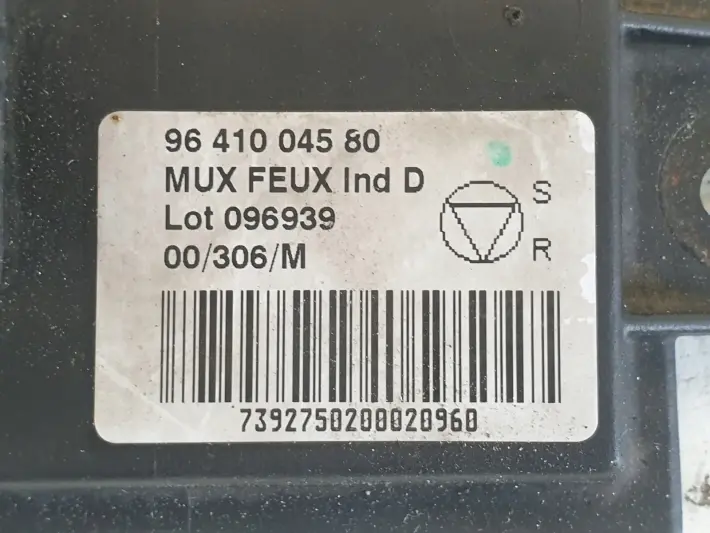 96 410 045 80
MUX FEUX Ind D
Lot 096939
00/306/M
S
R
7392750200020960